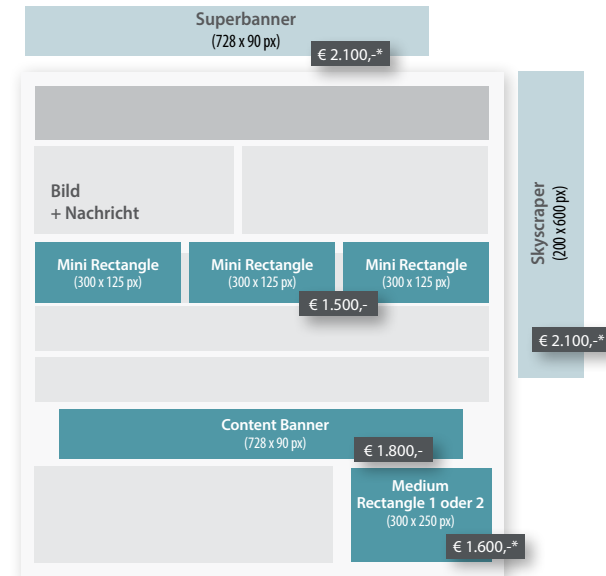 Superbanner
(728 x 90 px)
€ 2.100,-*
Skyscraper
(200 x 600 px)
€ 2.100,-*
Bild
+ Nachricht
Mini Rectangle
(300 x 125 px)
Mini Rectangle
(300 x 125 px)
Mini Rectangle
(300 x 125 px)
€ 1.500,-
Content Banner
(728 x 90 px)
€ 1.800,-
Medium
Rectangle 1 oder 2
(300 x 250 px)
€ 1.600,-*